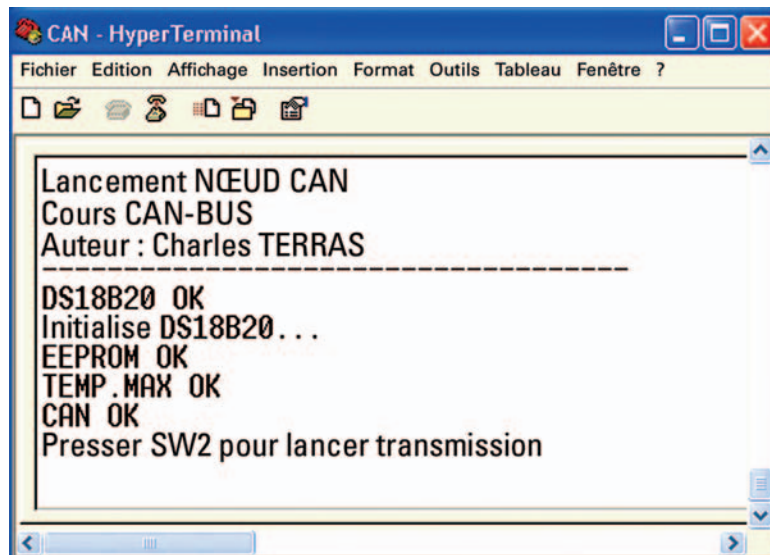 CAN - HyperTerminal
Fichier Edition Affichage Insertion Format Outils Tableau Fenêtre ?
Lancement NŒUD CAN
Cours CAN-BUS
Auteur : Charles TERRAS
------------------------------------
DS18B20 OK
Initialise DS18B20...
EEPROM OK
TEMP.MAX OK
CAN OK
Presser SW2 pour lancer transmission